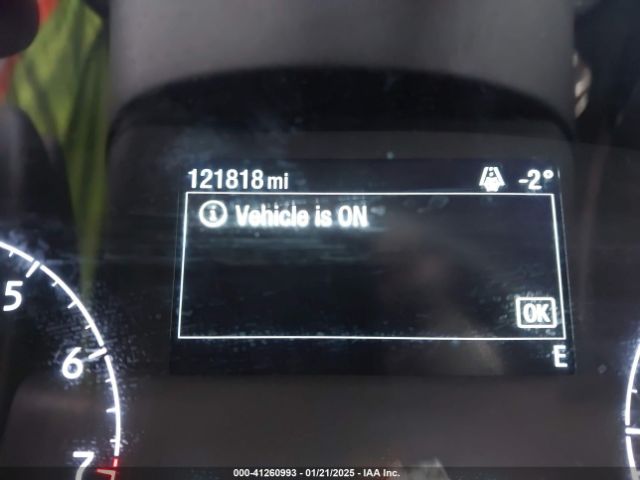 121818 mi -2°
Vehicle is ON
OK
E
5
6
7
000-41260993 - 01/21/2025 - IAA Inc.